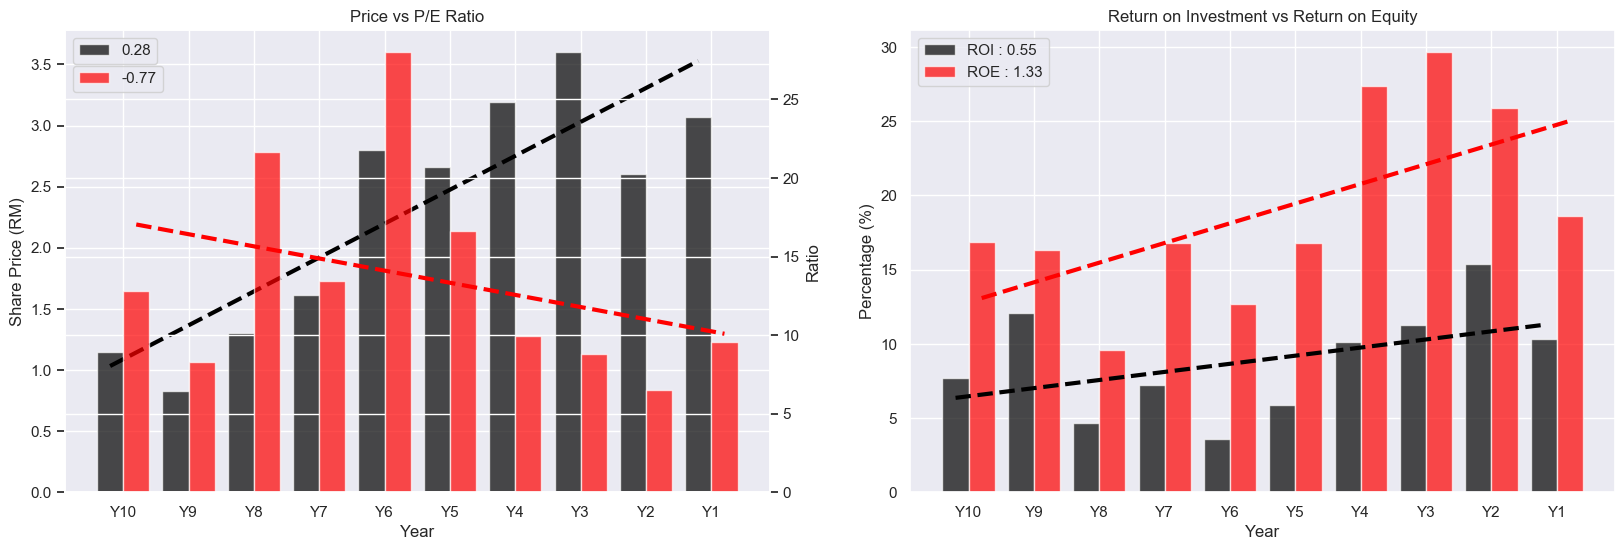 Price vs P/E Ratio
0.28
-0.77
3.5
3.0
2.5
2.0
1.5
1.0
0.5
0.0
Share Price (RM)
25
20
15
10
5
0
Ratio
Y10 Y9 Y8 Y7 Y6 Y5 Y4 Y3 Y2 Y1
Year
Return on Investment vs Return on Equity
ROI : 0.55
ROE : 1.33
30
25
20
15
10
5
0
Percentage (%)
Y10 Y9 Y8 Y7 Y6 Y5 Y4 Y3 Y2 Y1
Year